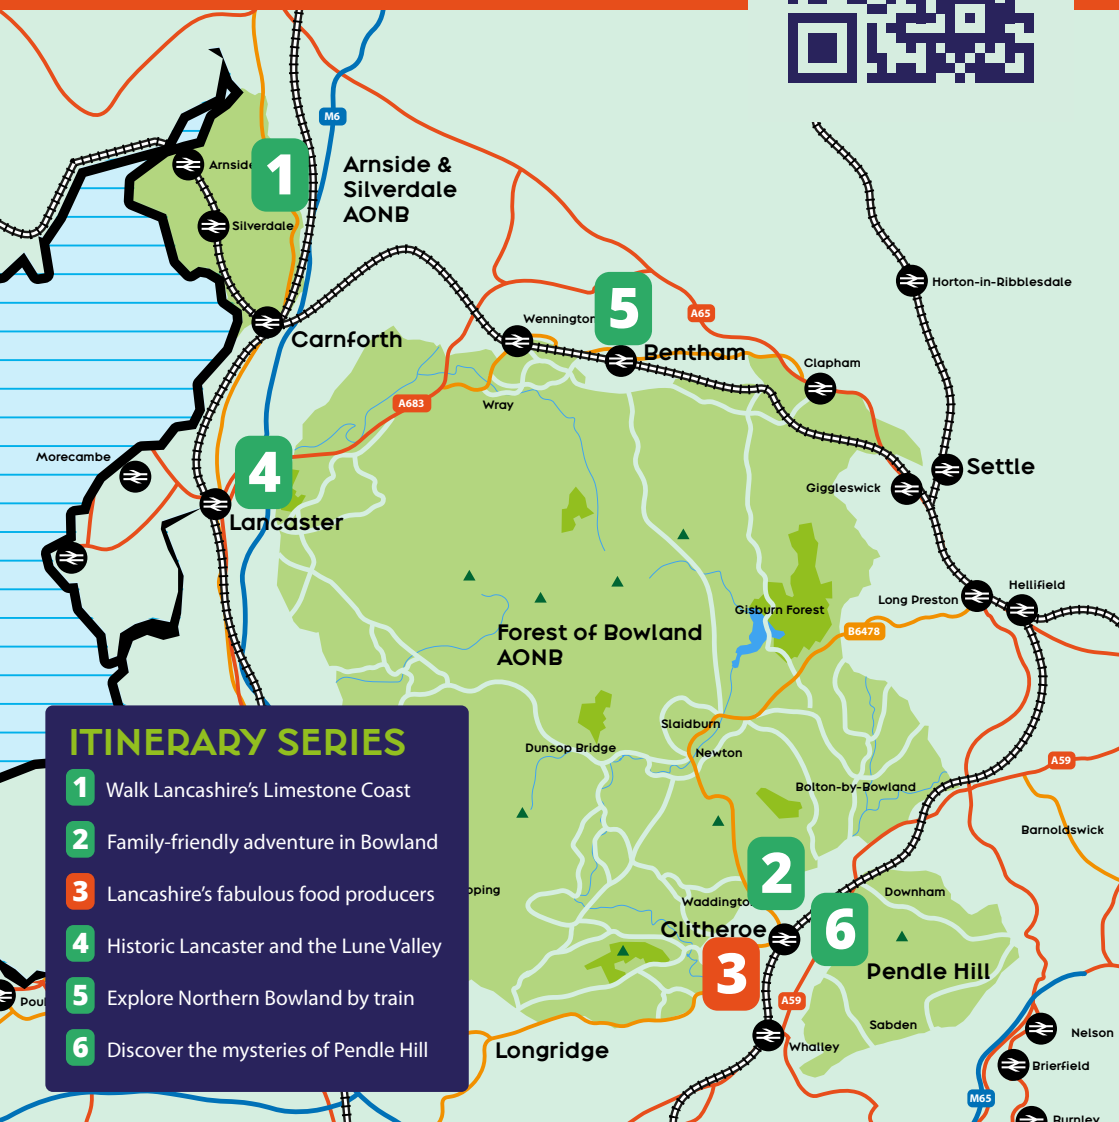 M6
Arnside
1
Arnside &
Silverdale
AONB
Silverdale
Horton-in-Ribblesdale
5
Wennington
A65
Carnforth
Bentham
Clapham
A683
Wray
Morecambe
4
Settle
Giggleswick
Lancaster
Hellifield
Long Preston
Gisburn Forest
Forest of Bowland
AONB
B6478
Slaidburn
Dunsop Bridge
Newton
A59
Bolton-by-Bowland
Barnoldswick
ITINERARY SERIES
1 Walk Lancashire's Limestone Coast
2 Family-friendly adventure in Bowland
3 Lancashire's fabulous food producers
4 Historic Lancaster and the Lune Valley
5 Explore Northern Bowland by train
6 Discover the mysteries of Pendle Hill
2
pping
Waddingto
Downham
Clitheroe
6
3
Pendle Hill
A59
Poul
Sabden
Nelson
Longridge
Whalley
Brierfield
M65
Burnley